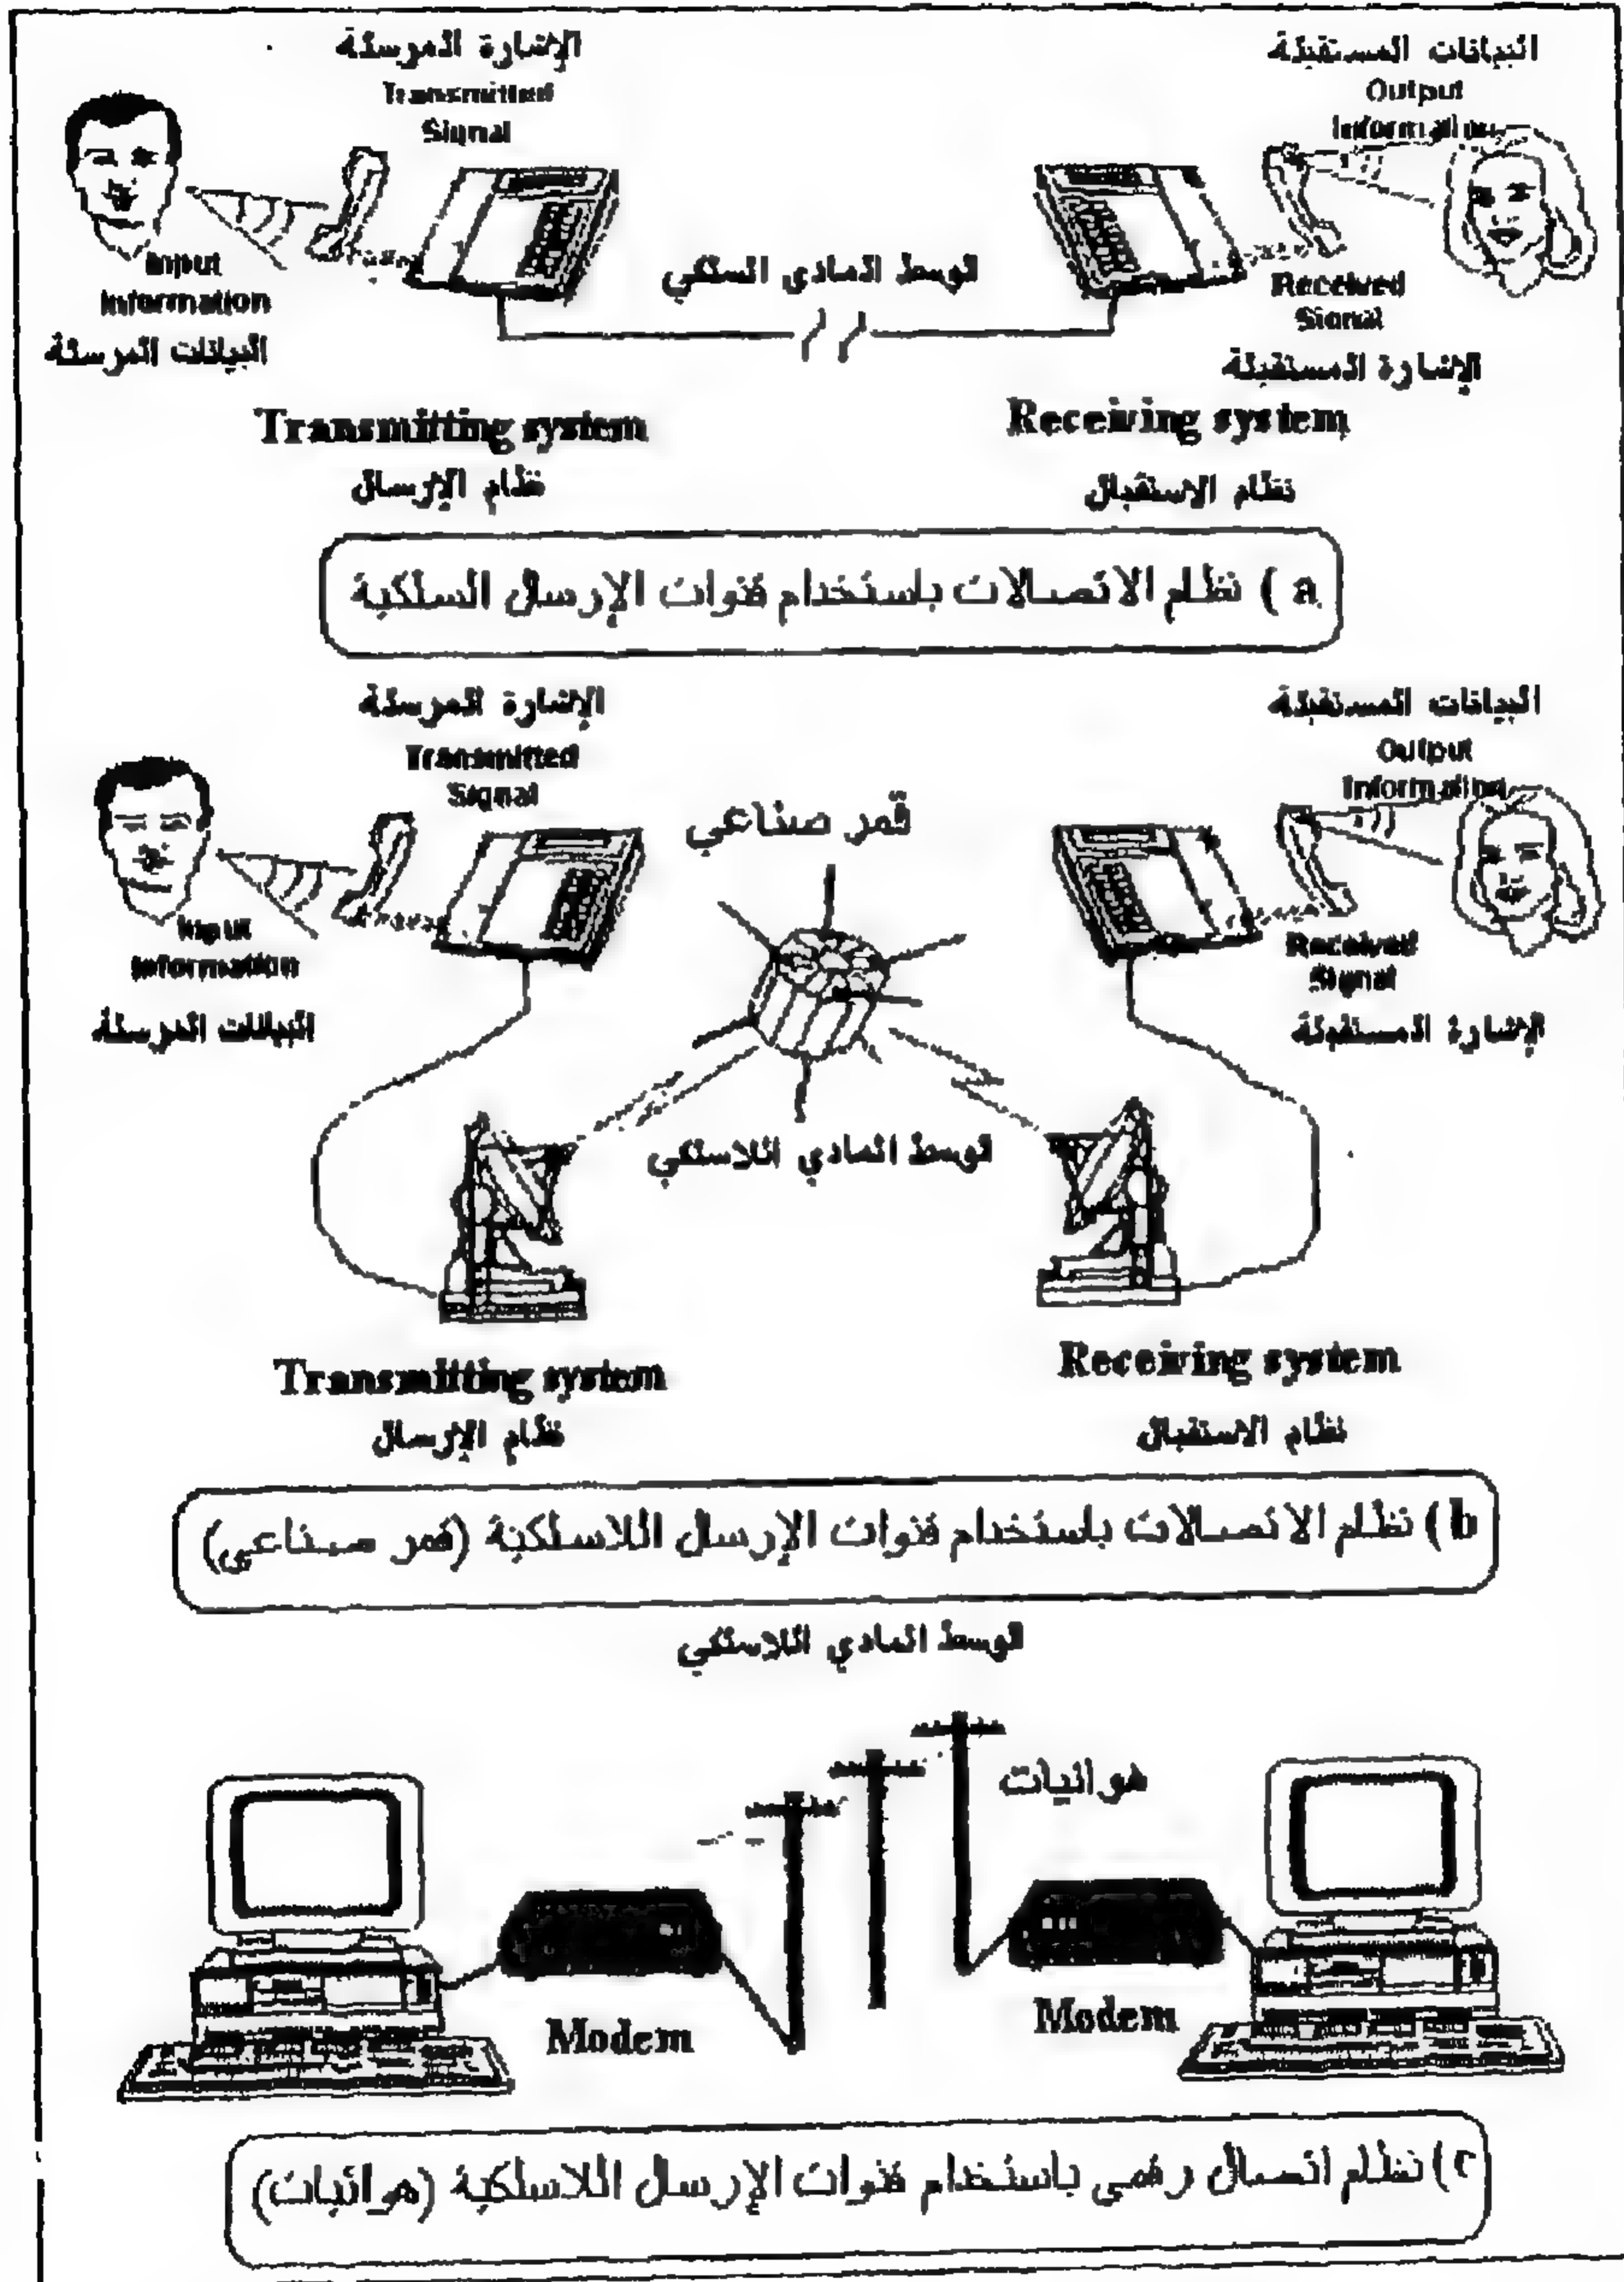 الإشارة المرسلة
Transmitted
Signal
البيانات المستقبلة
Output
Information
Input
Information
البيانات المرسلة
الوسط المادي السلكي
Received
Signal
الإشارة المستقبلة
Transmitting system
نظام الإرسال
Receiving system
نظام الاستقبال
a ) نظام الاتصالات باستخدام قنوات الإرسال السلكية
الإشارة المرسلة
Transmitted
Signal
البيانات المستقبلة
Output
Information
قمر صناعي
Input
Information
البيانات المرسلة
Received
Signal
الإشارة المستقبلة
الوسط المادي اللاسلكي
Transmitting system
نظام الإرسال
Receiving system
نظام الاستقبال
b ) نظام الاتصالات باستخدام قنوات الإرسال اللاسلكية (قمر صناعي)
الوسط المادي اللاسلكي
هوائيات
Modem
Modem
c) نظام اتصال رقمي باستخدام قنوات الإرسال اللاسلكية (هوائيات)